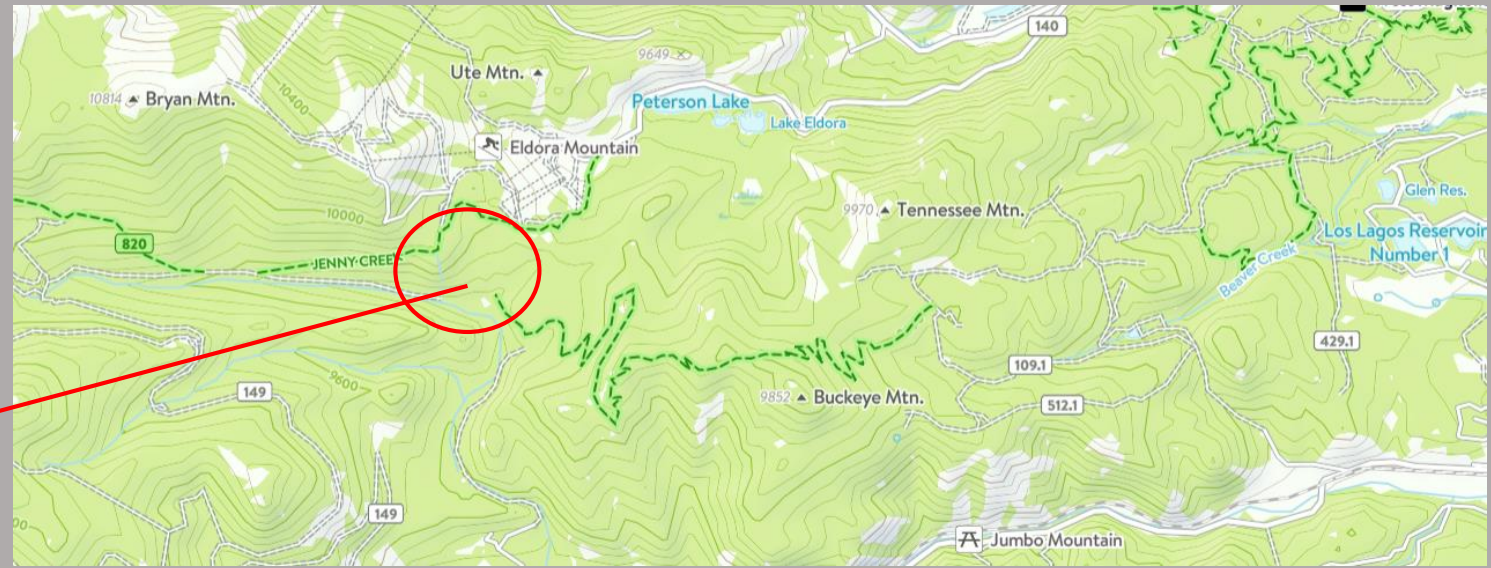 140
9649
Ute Mtn.
10814 Bryan Mtn.
10400
Peterson Lake
Lake Eldora
Eldora Mountain
Glen Res.
9970 Tennessee Mtn.
10000
820
Los Lagos Reservoir
Number 1
JENNY CREEK
Beaver Creek
429.1
109.1
9600
149
9852 Buckeye Mtn.
512.1
149
Jumbo Mountain